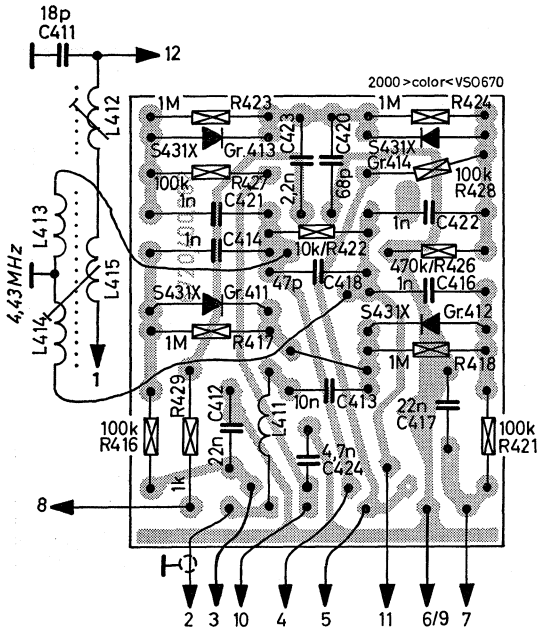 18p
C411
12
2000 >color< VS0670
L412
1M R423
C423
C420
1M R424
S431X Gr.413
S431X
Gr414
100k
R427
2,2n
68p
100k
R428
1n
C421
1n C422
L413
1n C414
10k/R422
470k/R426
4,43MHz
L415
47p C418
1n C416
L414
S431X Gr.411
S431X Gr.412
1M R417
1M R418
1
R429
C412
L411
10n C413
22n
C417
100k
R416
100k
R421
22n
4,7n
C424
1k
8
2 3 10 4 5 11 6/9 7